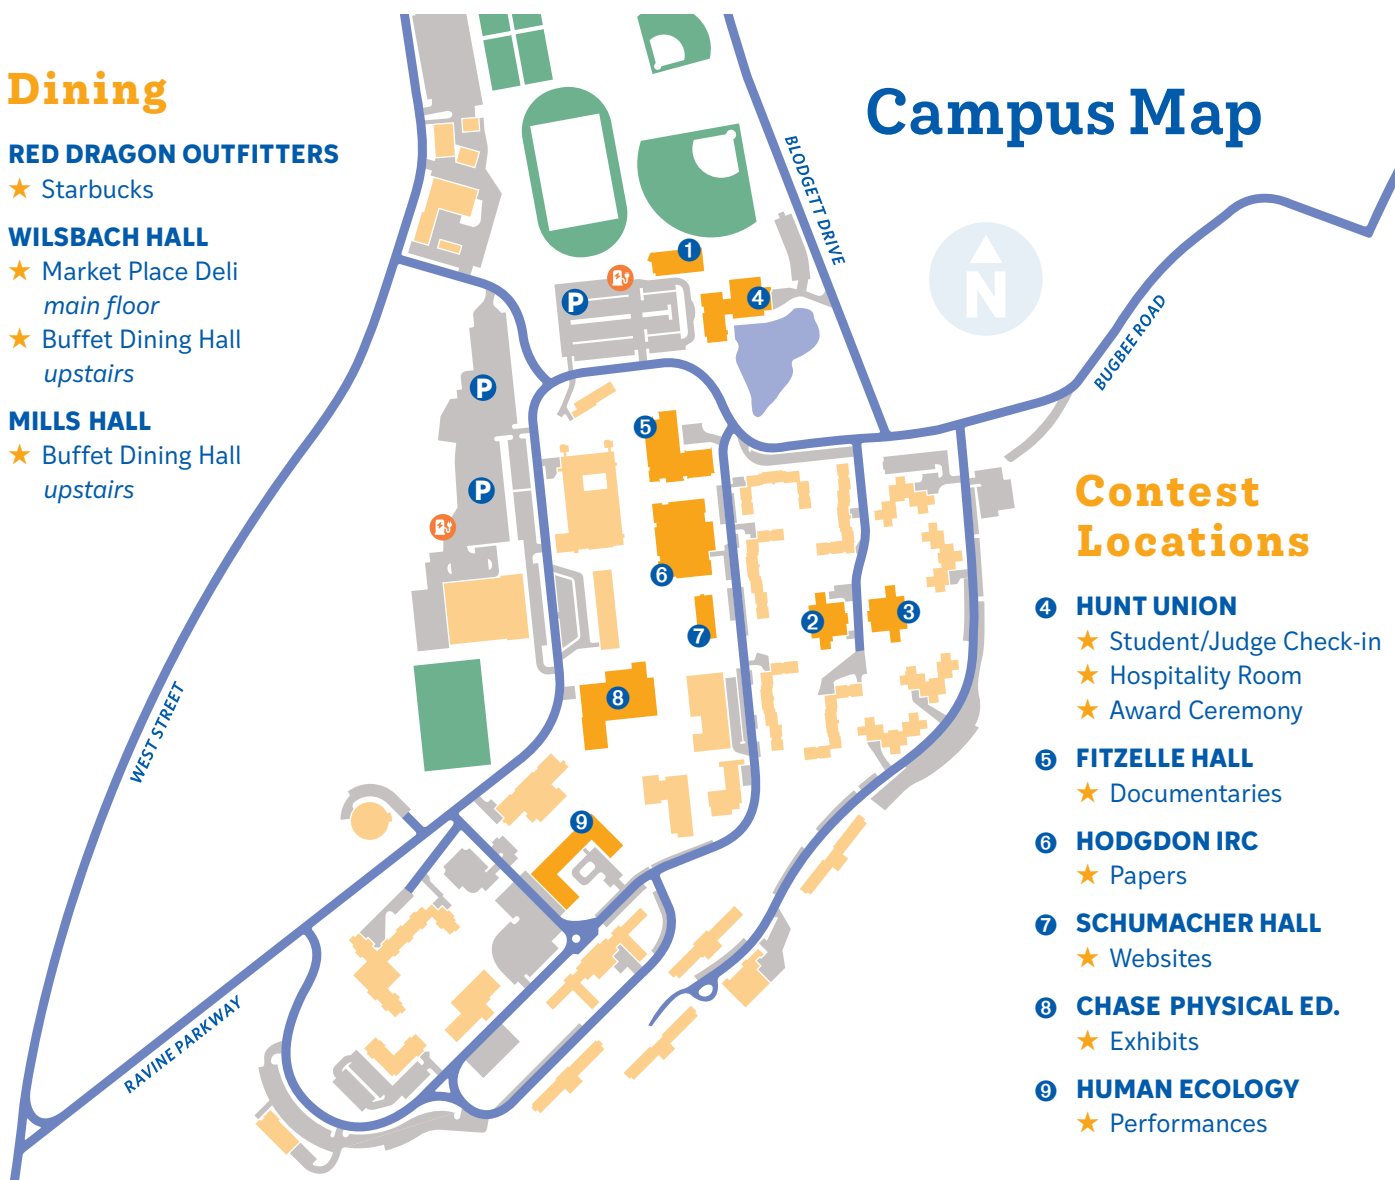 Campus Map
Dining
RED DRAGON OUTFITTERS
★ Starbucks
WILSBACH HALL
★ Market Place Deli
main floor
★ Buffet Dining Hall
upstairs
MILLS HALL
★ Buffet Dining Hall
upstairs
BLODGETT DRIVE
N
BUGBEE ROAD
WEST STREET
RAVINE PARKWAY
1
4
P
P
5
P
6
7
2
3
8
9
Contest
Locations
4 HUNT UNION
★ Student/Judge Check-in
★ Hospitality Room
★ Award Ceremony
5 FITZELLE HALL
★ Documentaries
6 HODGDON IRC
★ Papers
7 SCHUMACHER HALL
★ Websites
8 CHASE PHYSICAL ED.
★ Exhibits
9 HUMAN ECOLOGY
★ Performances